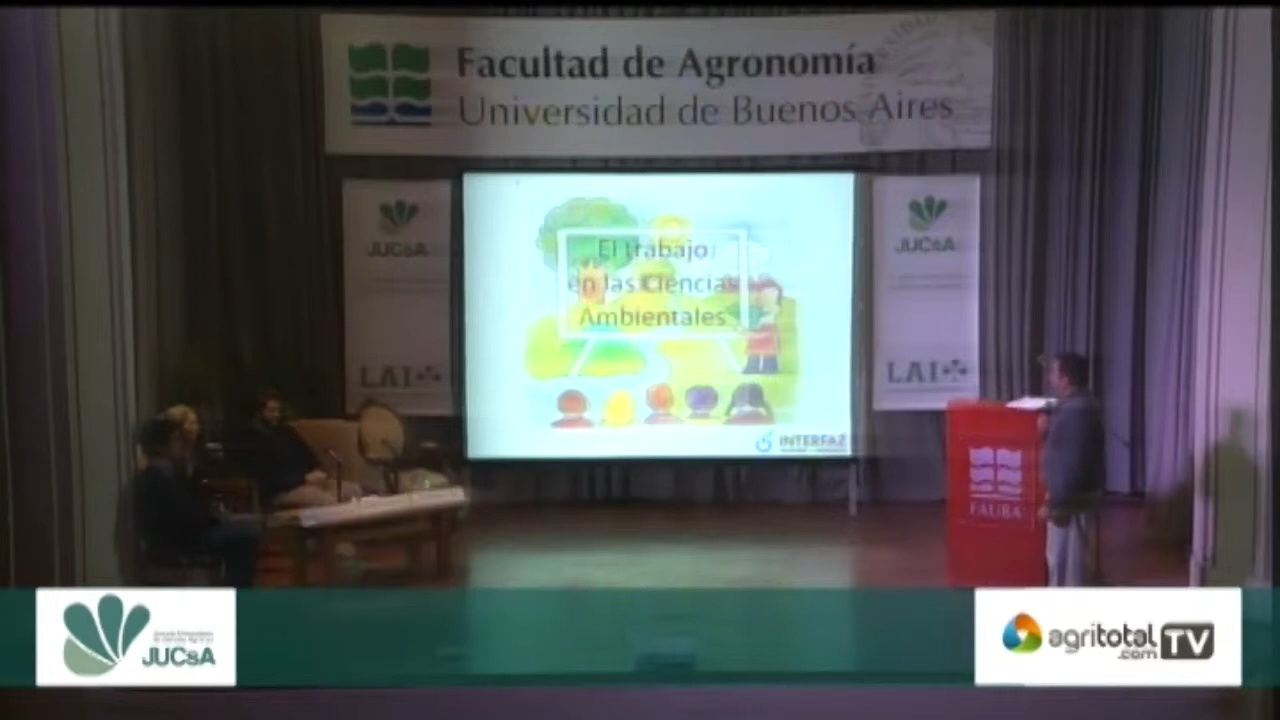 Facultad de Agronomía
Universidad de Buenos Aires
JUCsA
LAI
El trabajo
en las Ciencias
Ambientales
INTERFAZ
JUCsA
LAI
FAUBA
JUC&A
agritotal
.com
TV